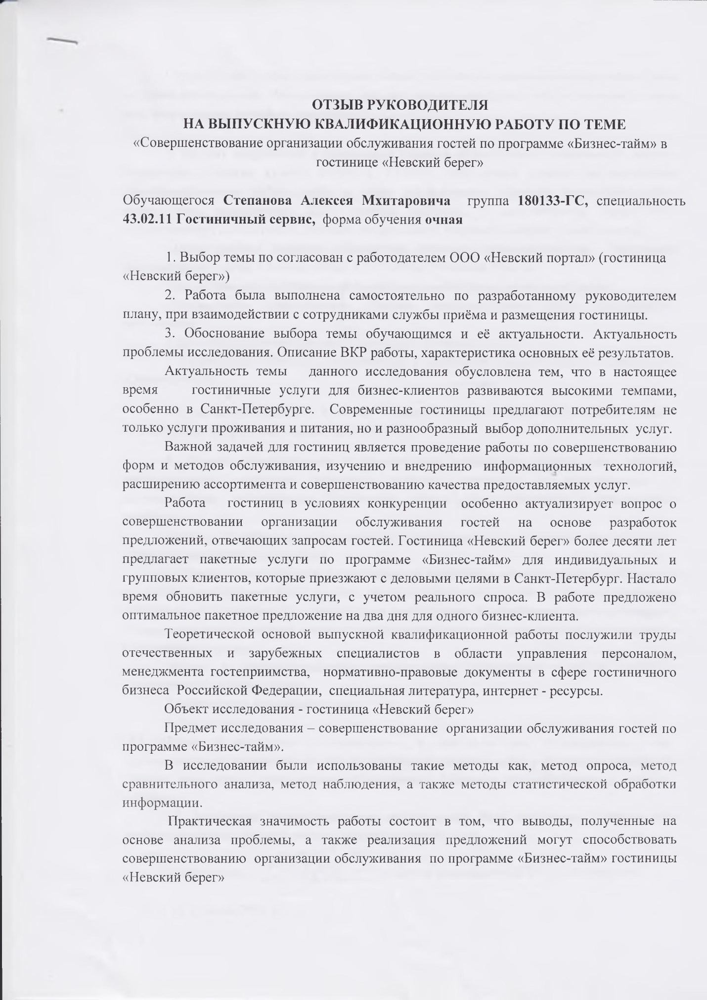 ОТЗЫВ РУКОВОДИТЕЛЯ
НА ВЫПУСКНУЮ КВАЛИФИКАЦИОННУЮ РАБОТУ ПО ТЕМЕ
«Совершенствование организации обслуживания гостей по программе «Бизнес-тайм» в
гостинице «Невский берег»
Обучающегося Степанова Алексея Мхитаровича группа 180133-ГС, специальность
43.02.11 Гостиничный сервис, форма обучения очная
1. Выбор темы по согласован с работодателем ООО «Невский портал» (гостиница
«Невский берег»)
2. Работа была выполнена самостоятельно по разработанному руководителем
плану, при взаимодействии с сотрудниками службы приёма и размещения гостиницы.
3. Обоснование выбора темы обучающимся и её актуальности. Актуальность
проблемы исследования. Описание ВКР работы, характеристика основных её результатов.
Актуальность темы данного исследования обусловлена тем, что в настоящее
время гостиничные услуги для бизнес-клиентов развиваются высокими темпами,
особенно в Санкт-Петербурге. Современные гостиницы предлагают потребителям не
только услуги проживания и питания, но и разнообразный выбор дополнительных услуг.
Важной задачей для гостиниц является проведение работы по совершенствованию
форм и методов обслуживания, изучению и внедрению информационных технологий,
расширению ассортимента и совершенствованию качества предоставляемых услуг.
Работа гостиниц в условиях конкуренции особенно актуализирует вопрос о
совершенствовании организации обслуживания гостей на основе разработок
предложений, отвечающих запросам гостей. Гостиница «Невский берег» более десяти лет
предлагает пакетные услуги по программе «Бизнес-тайм» для индивидуальных и
групповых клиентов, которые приезжают с деловыми целями в Санкт-Петербург. Настало
время обновить пакетные услуги, с учетом реального спроса. В работе предложено
оптимальное пакетное предложение на два дня для одного бизнес-клиента.
Теоретической основой выпускной квалификационной работы послужили труды
отечественных и зарубежных специалистов в области управления персоналом,
менеджмента гостеприимства, нормативно-правовые документы в сфере гостиничного
бизнеса Российской Федерации, специальная литература, интернет - ресурсы.
Объект исследования - гостиница «Невский берег»
Предмет исследования – совершенствование организации обслуживания гостей по
программе «Бизнес-тайм».
В исследовании были использованы такие методы как, метод опроса, метод
сравнительного анализа, метод наблюдения, а также методы статистической обработки
информации.
Практическая значимость работы состоит в том, что выводы, полученные на
основе анализа проблемы, а также реализация предложений могут способствовать
совершенствованию организации обслуживания по программе «Бизнес-тайм» гостиницы
«Невский берег»